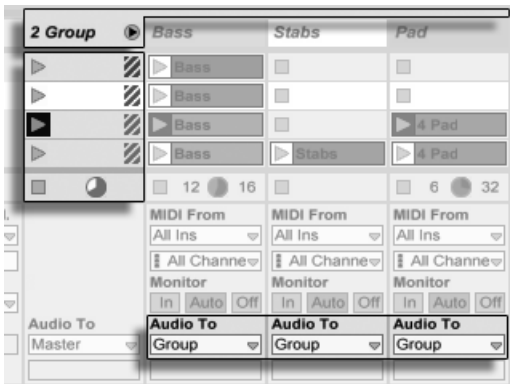 2 Group Bass Stabs Pad
Bass
Bass
Bass 4 Pad
Bass Stabs 4 Pad
12 16 6 32
MIDI From MIDI From MIDI From
All Ins All Ins All Ins
All Channe All Channe All Channe
Monitor Monitor Monitor
In Auto Off In Auto Off In Auto Off
Audio To Audio To Audio To Audio To
Master Group Group Group